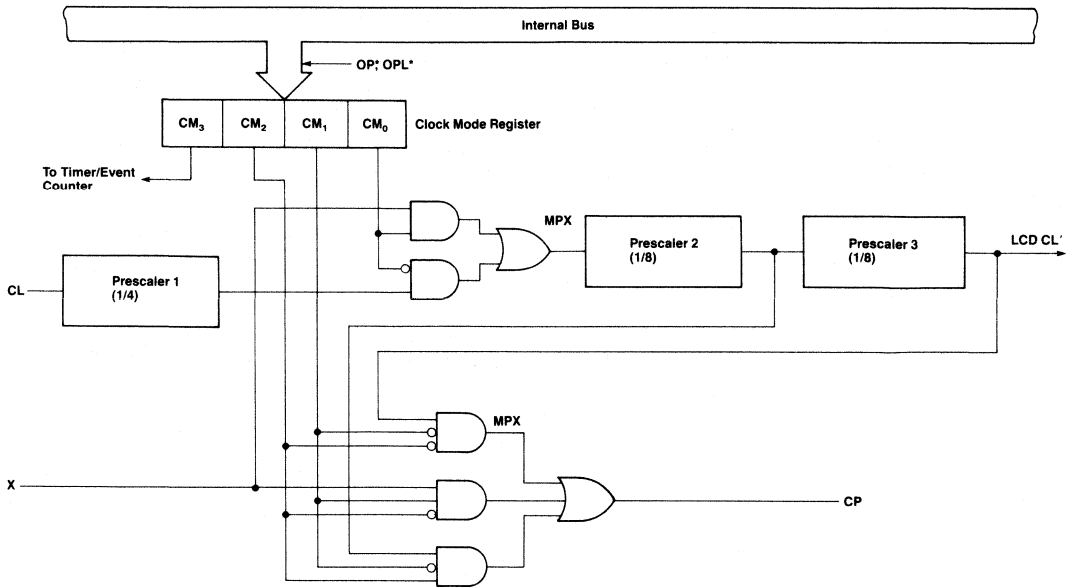 Internal Bus
OP*, OPL*
CM3 CM2 CM1 CM0 Clock Mode Register
To Timer/Event
Counter
MPX
Prescaler 2
(1/8)
Prescaler 3
(1/8)
LCD CL′
CL
Prescaler 1
(1/4)
MPX
X
CP